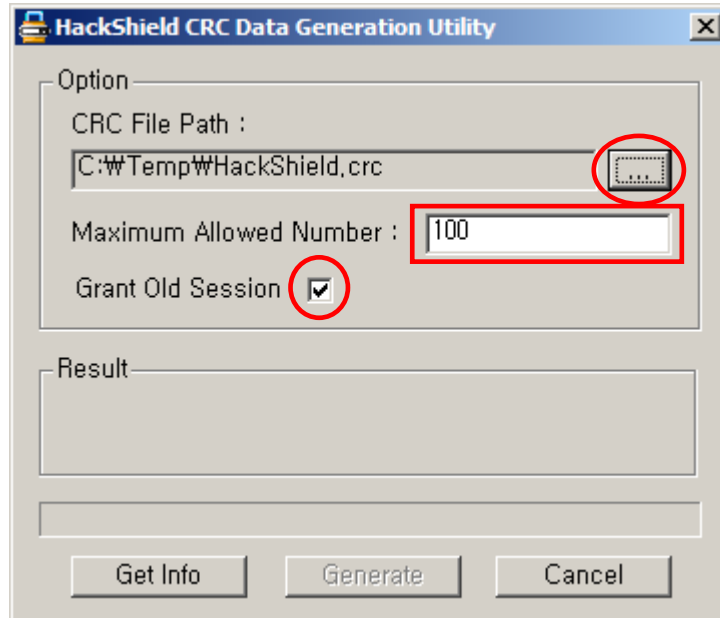 HackShield CRC Data Generation Utility
Option
CRC File Path :
C:₩Temp₩HackShield,crc
...
Maximum Allowed Number : 100
Grant Old Session
Result
Get Info Generate Cancel